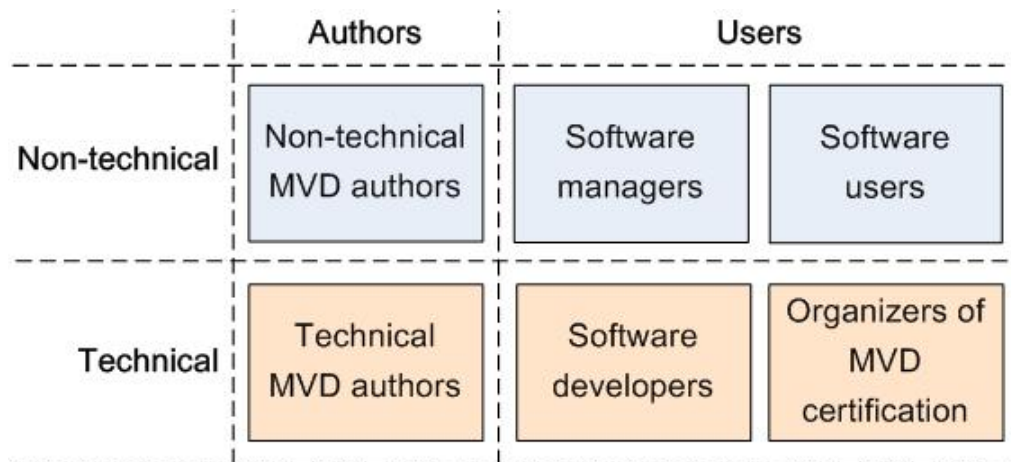 Authors
Users
Non-technical
Non-technical
MVD authors
Software
managers
Software
users
Technical
Technical
MVD authors
Software
developers
Organizers of
MVD
certification